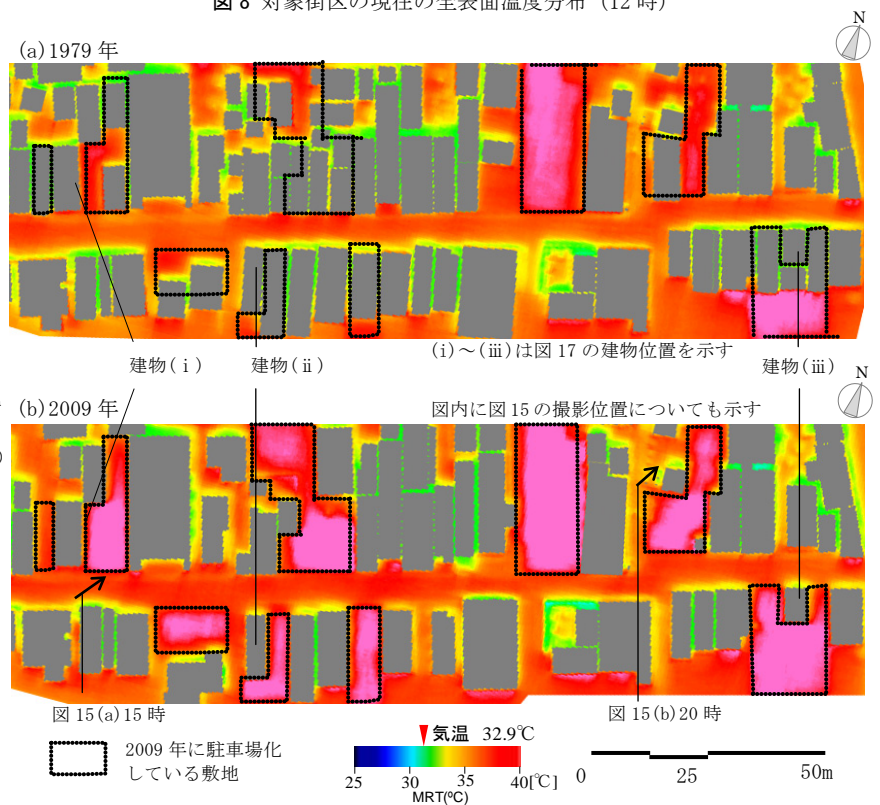 図 8 対象街区の現在の全表面温度分布 (12 時)
(a) 1979 年
N
(i)～(iii)は図 17 の建物位置を示す
建物(ⅰ)
建物(ⅱ)
建物(ⅲ)
(b) 2009 年
図内に図 15 の撮影位置についても示す
N
図 15(a) 15 時
図 15(b) 20 時
2009 年に駐車場化
している敷地
気温 32.9℃
25 30 35 40[℃]
MRT(℃)
0 25 50m